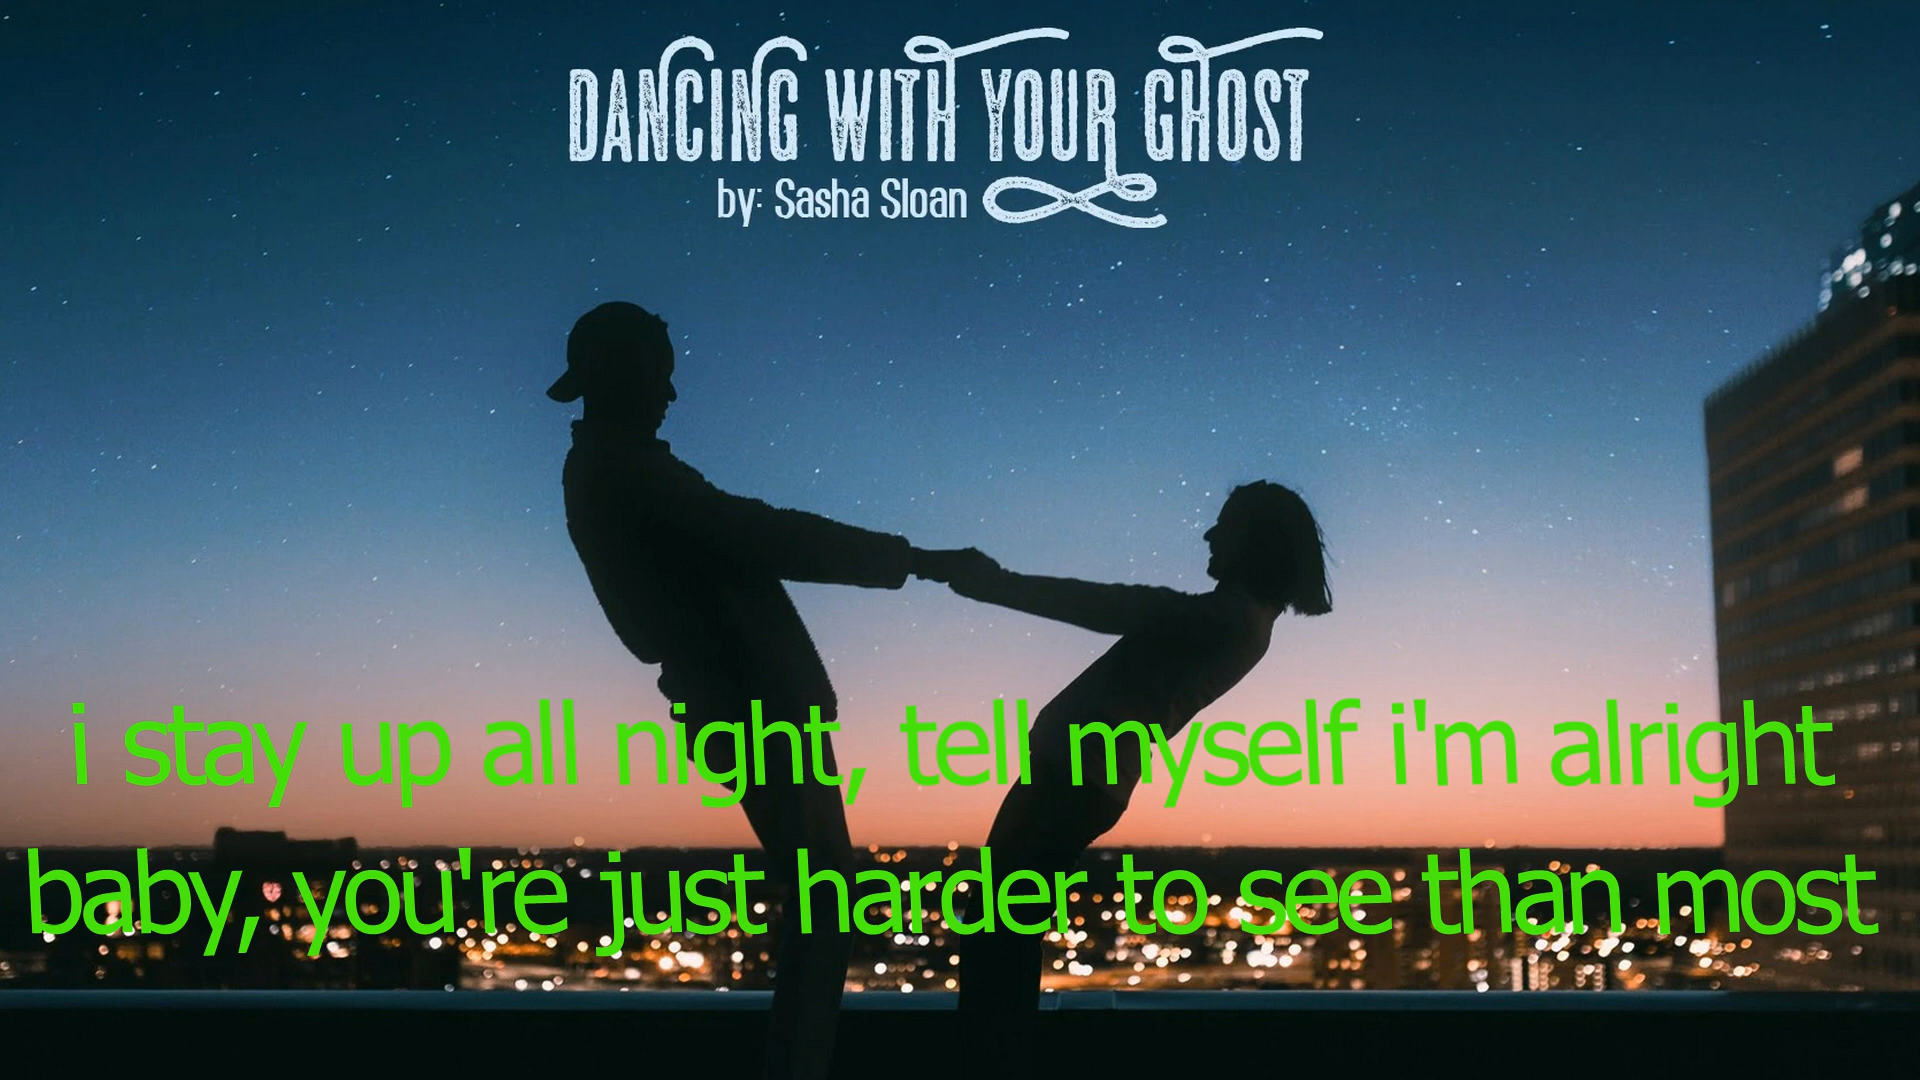 DANCING WITH YOUR GHOST
by: Sasha Sloan
i stay up all night, tell myself i'm alright
baby, you're just harder to see than most